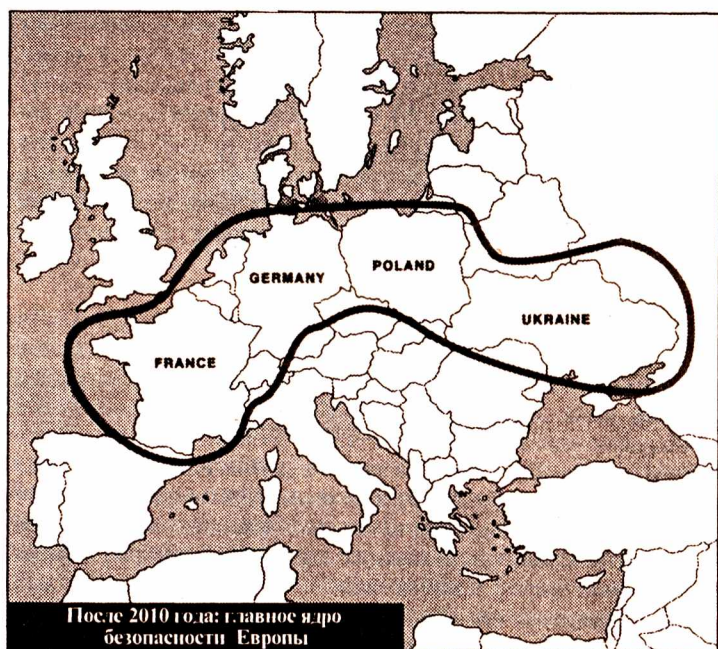 POLAND
GERMANY
UKRAINE
FRANCE
После 2010 года: главное ядро
безопасности Европы